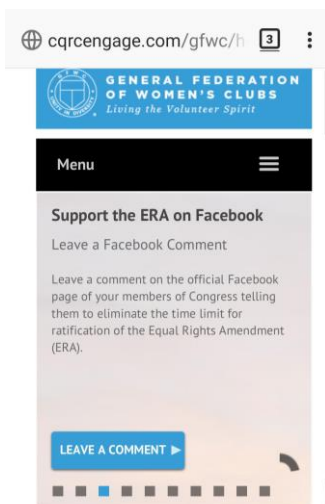 cqrcengage.com/gfwc/h
3
GENERAL FEDERATION
OF WOMEN'S CLUBS
Living the Volunteer Spirit
Menu
Support the ERA on Facebook
Leave a Facebook Comment
Leave a comment on the official Facebook
page of your members of Congress telling
them to eliminate the time limit for
ratification of the Equal Rights Amendment
(ERA).
LEAVE A COMMENT